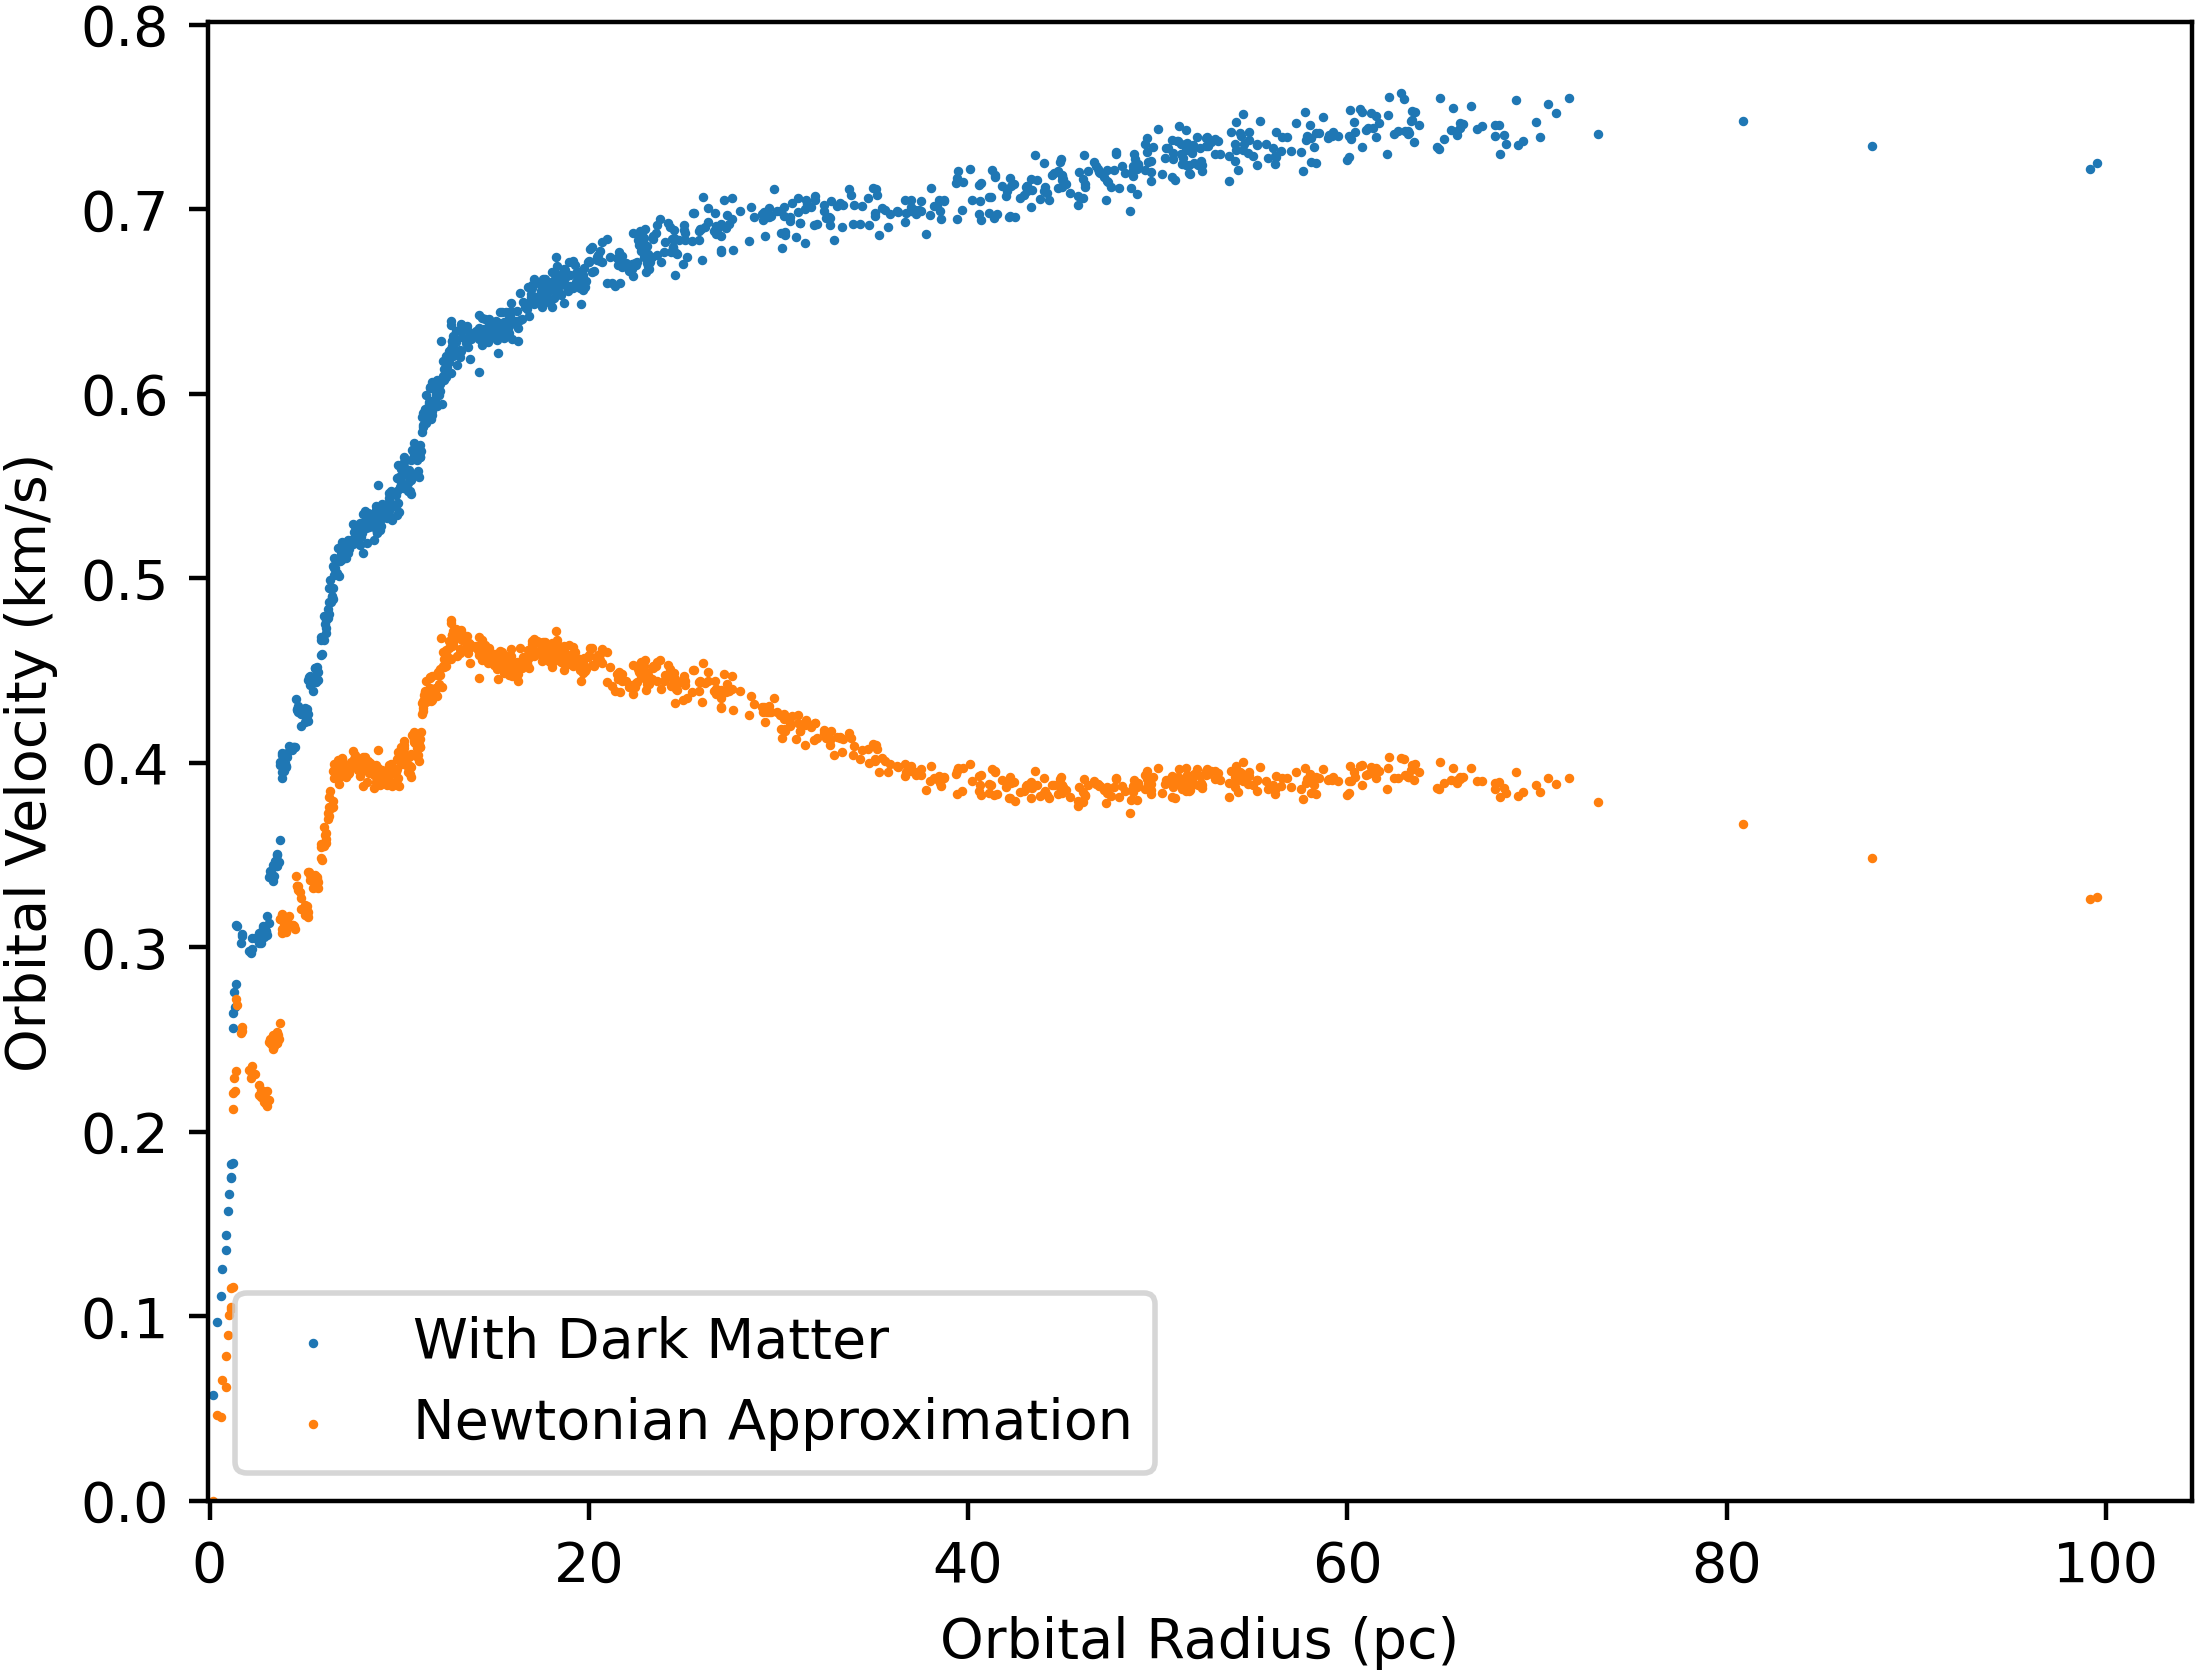 0.8
0.7
0.6
0.5
0.4
0.3
0.2
0.1
0.0
Orbital Velocity (km/s)
With Dark Matter
Newtonian Approximation
0 20 40 60 80 100
Orbital Radius (pc)